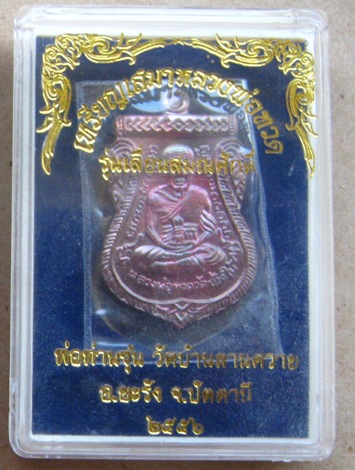 เหรียญเสมาหลวงพ่อทวด
รุ่นเลื่อนสมณศักดิ์
พ่อท่านซุ่น วัดบ้านลานควาย
อ.ยะรัง จ.ปัตตานี
๒๕๕๖